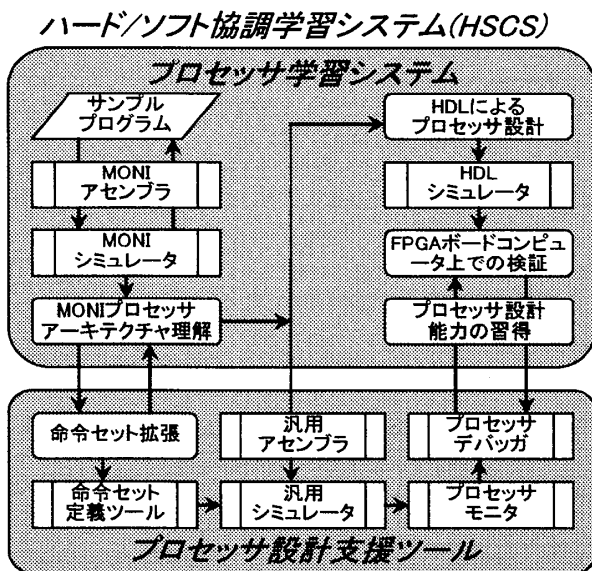 ハード/ソフト協調学習システム(HSCS)
プロセッサ学習システム
サンプル
プログラム
MONI
アセンブラ
MONI
シミュレータ
MONIプロセッサ
アーキテクチャ理解
HDLによる
プロセッサ設計
HDL
シミュレータ
FPGAボードコンピュ
ータ上での検証
プロセッサ設計
能力の習得
命令セット拡張
命令セット
定義ツール
汎用
アセンブラ
汎用
シミュレータ
プロセッサ
デバッガ
プロセッサ
モニタ
プロセッサ設計支援ツール